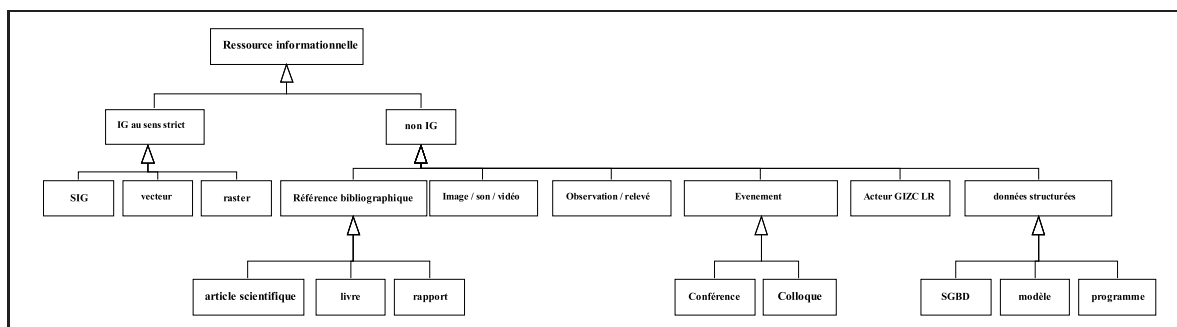 Ressource informationnelle
IG au sens strict
non IG
SIG
vecteur
raster
Référence bibliographique
Image / son / vidéo
Observation / relevé
Evenement
Acteur GIZC LR
données structurées
article scientifique
livre
rapport
Conférence
Colloque
SGBD
modèle
programme